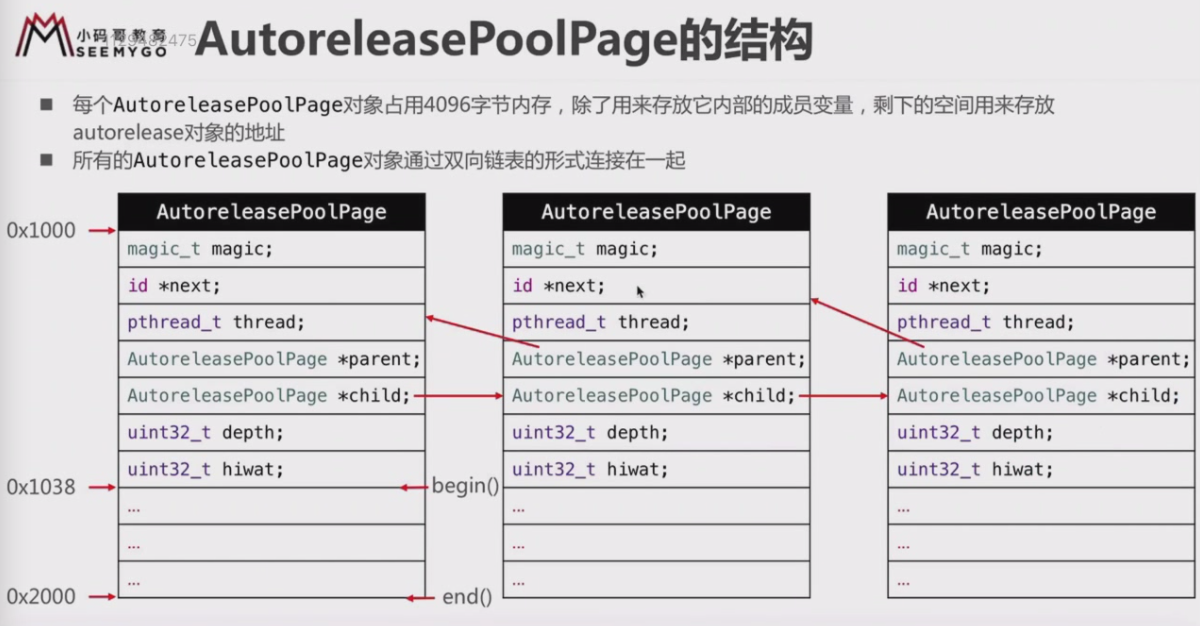 小码哥教育
SEEMYGO
AutoreleasePoolPage的结构
■ 每个AutoreleasePoolPage对象占用4096字节内存，除了用来存放它内部的成员变量，剩下的空间用来存放
autorelease对象的地址
■ 所有的AutoreleasePoolPage对象通过双向链表的形式连接在一起
0x1000
AutoreleasePoolPage
magic_t magic;
id *next;
pthread_t thread;
AutoreleasePoolPage *parent;
AutoreleasePoolPage *child;
uint32_t depth;
uint32_t hiwat;
...
...
...
0x1038
0x2000
begin()
end()
AutoreleasePoolPage
magic_t magic;
id *next;
pthread_t thread;
AutoreleasePoolPage *parent;
AutoreleasePoolPage *child;
uint32_t depth;
uint32_t hiwat;
...
...
...
AutoreleasePoolPage
magic_t magic;
id *next;
pthread_t thread;
AutoreleasePoolPage *parent;
AutoreleasePoolPage *child;
uint32_t depth;
uint32_t hiwat;
...
...
...